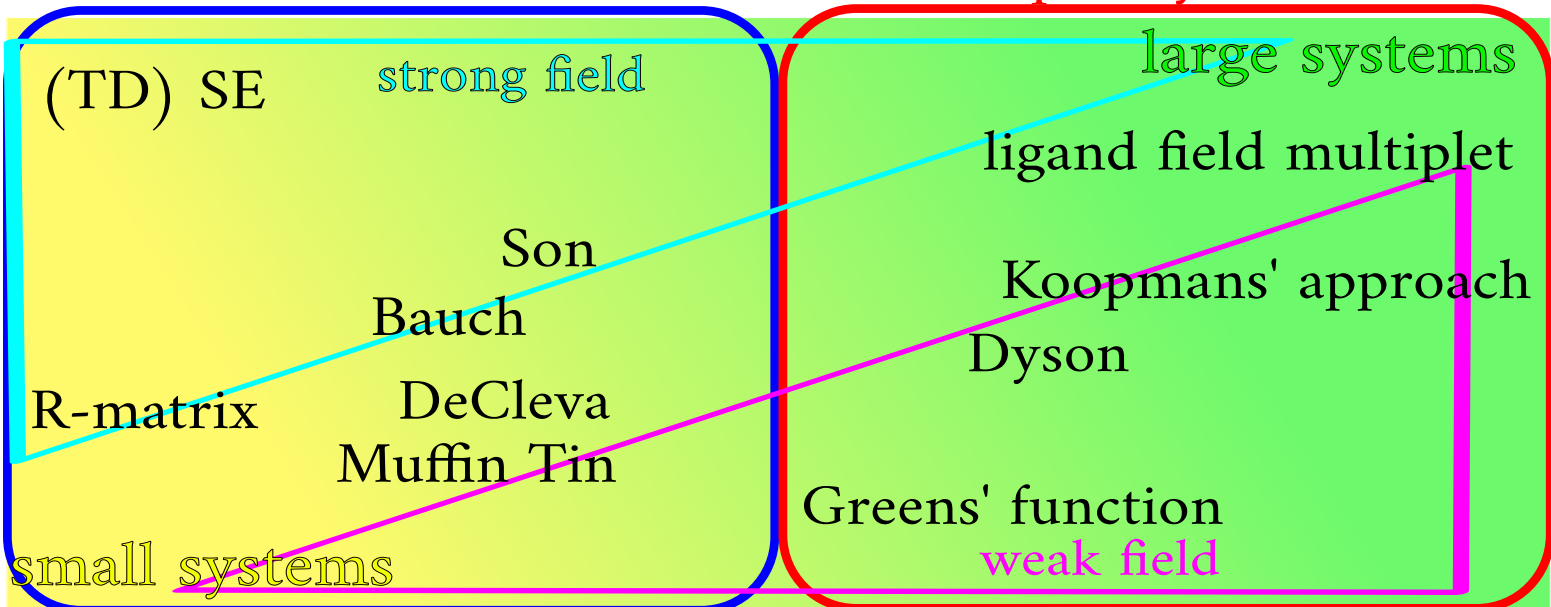 large systems
strong field
(TD) SE
ligand field multiplet
Son
Koopmans' approach
Bauch
Dyson
DeCleva
R-matrix
Muffin Tin
Greens' function
weak field
small systems